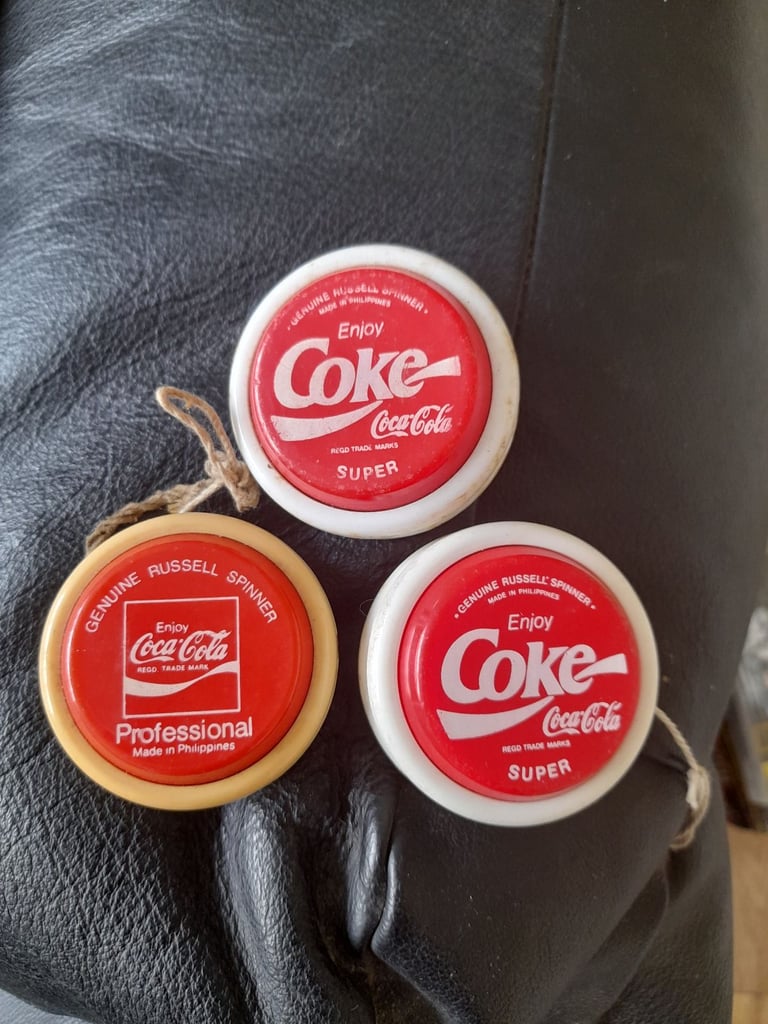 • GENUINE RUSSELL SPINNER •
MADE IN PHILIPPINES
Enjoy
Coke
Coca-Cola
REGD TRADE MARKS
SUPER
GENUINE RUSSELL SPINNER
Enjoy
Coca-Cola
REGD. TRADE MARK
Professional
Made in Philippines
• GENUINE RUSSELL SPINNER •
MADE IN PHILIPPINES
Enjoy
Coke
Coca-Cola
REGD TRADE MARKS
SUPER